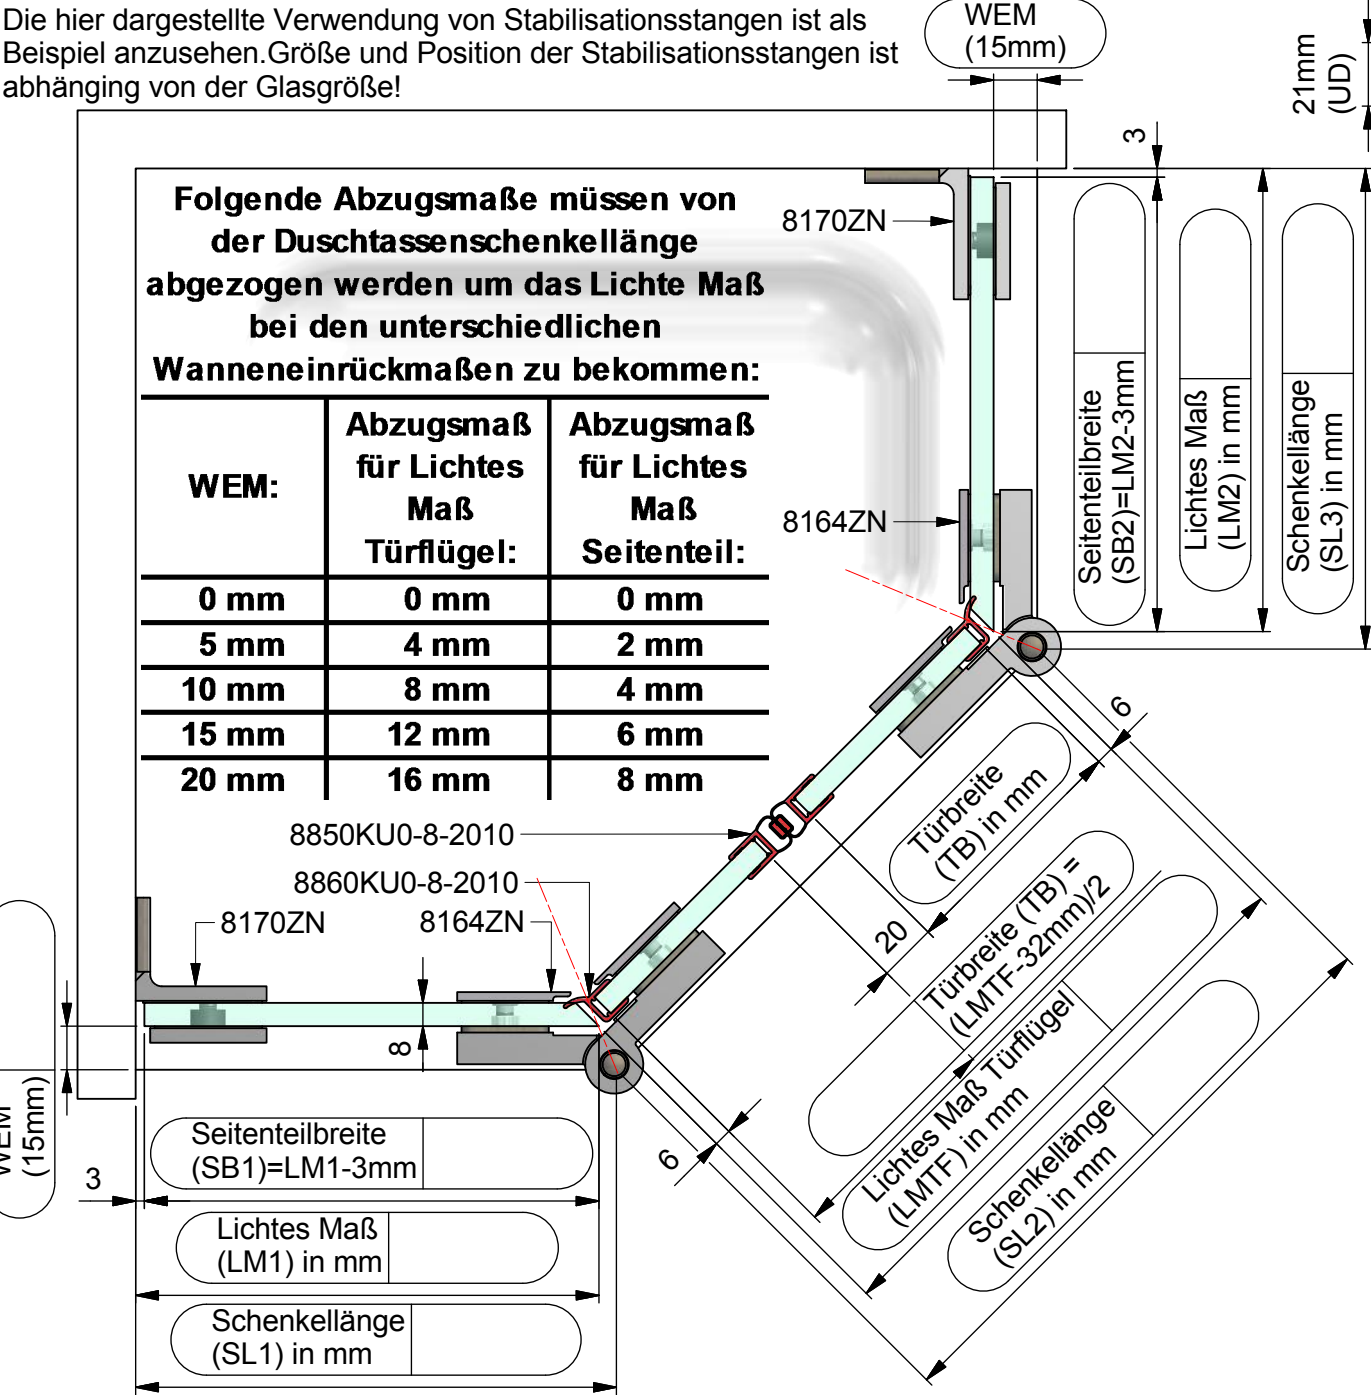 Die hier dargestellte Verwendung von Stabilisationsstangen ist als
Beispiel anzusehen.Größe und Position der Stabilisationsstangen ist
abhänging von der Glasgröße!
WEM
(15mm)
21mm
(UD)
3
Folgende Abzugsmaße müssen von
der Duschtassenschenkellänge
abgezogen werden um das Lichte Maß
bei den unterschiedlichen
Wanneneinrückmaßen zu bekommen:
WEM:
Abzugsmaß
für Lichtes
Maß
Türflügel:
Abzugsmaß
für Lichtes
Maß
Seitenteil:
0 mm 0 mm 0 mm
5 mm 4 mm 2 mm
10 mm 8 mm 4 mm
15 mm 12 mm 6 mm
20 mm 16 mm 8 mm
8170ZN
8164ZN
Seitenteilbreite
(SB2)=LM2-3mm
Lichtes Maß
(LM2) in mm
Schenkellänge
(SL3) in mm
8850KU0-8-2010
8860KU0-8-2010
8170ZN
8164ZN
8
6
Türbreite
(TB) in mm
20
Türbreite (TB) =
(LMTF-32mm)/2
Lichtes Maß Türflügel
(LMTF) in mm
Schenkellänge
(SL2) in mm
6
WEM
(15mm)
3
Seitenteilbreite
(SB1)=LM1-3mm
Lichtes Maß
(LM1) in mm
Schenkellänge
(SL1) in mm